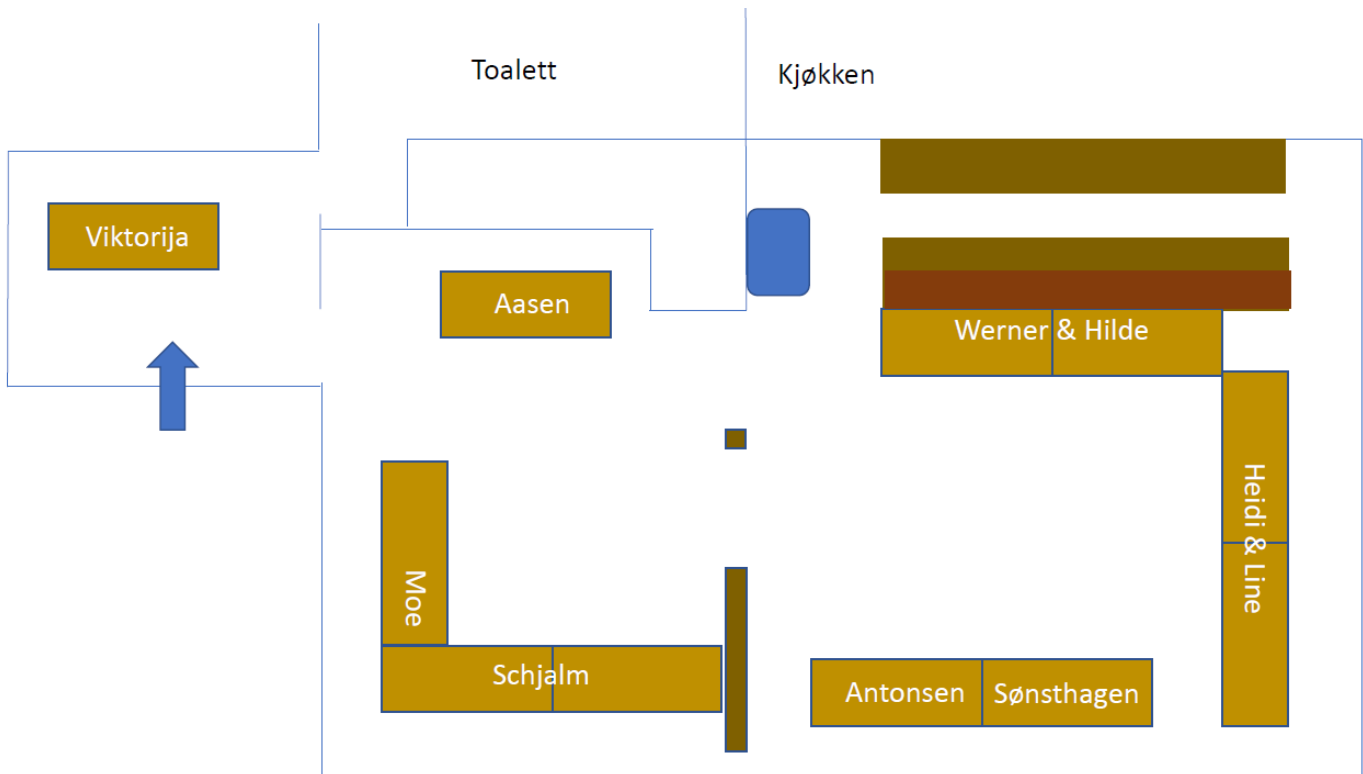 Toalett
Kjøkken
Viktorija
Aasen
Werner & Hilde
Heidi & Line
Moe
Schjalm
Antonsen
Sønsthagen